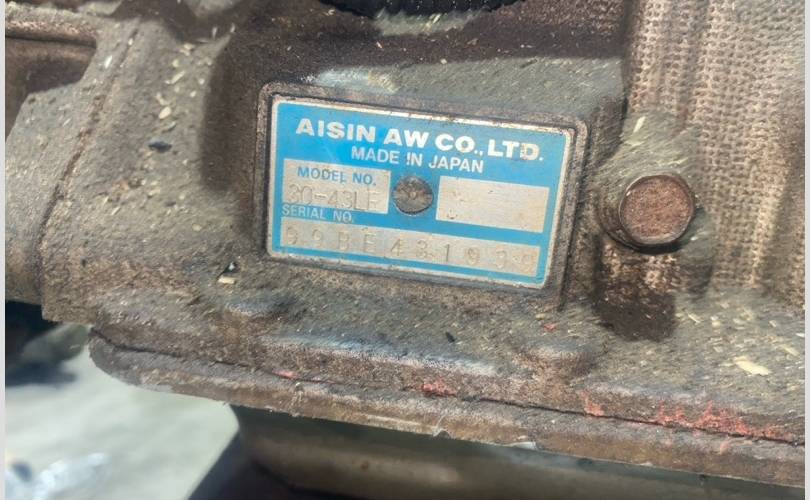 AISIN AW CO., LTD.
MADE IN JAPAN
MODEL NO.
30-43LE
SERIAL NO.